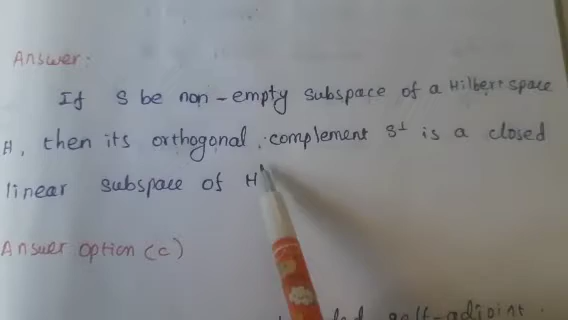 Answer:
If S be non-empty subspace of a Hilbert space
H, then its orthogonal complement S⊥ is a closed
linear subspace of H
Answer option (c)
self-adjoint.